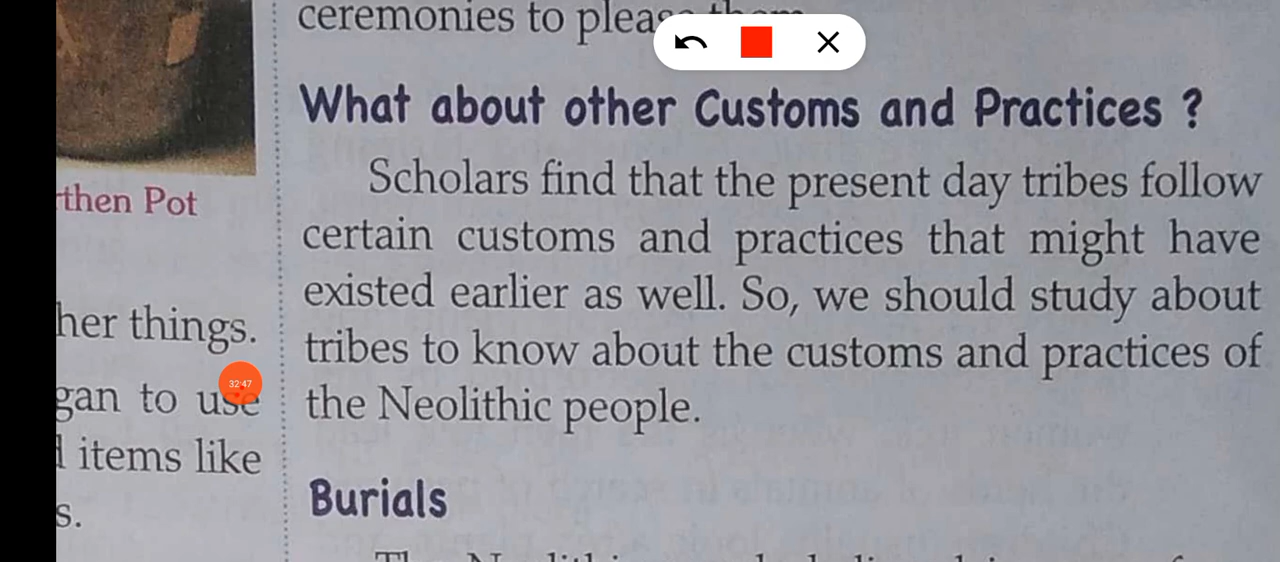 ceremonies to please them.
What about other Customs and Practices ?
Scholars find that the present day tribes follow
certain customs and practices that might have
existed earlier as well. So, we should study about
tribes to know about the customs and practices of
the Neolithic people.
Burials
then Pot
her things.
gan to use
items like
s.
32:47